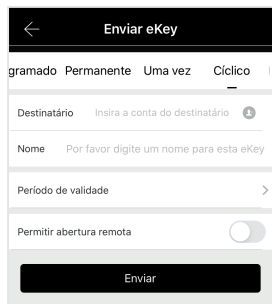 Enviar eKey
gramado Permanente Uma vez Cíclico
Destinatário Insira a conta do destinatário
Nome Por favor digite um nome para esta eKey
Período de validade
Permitir abertura remota
Enviar